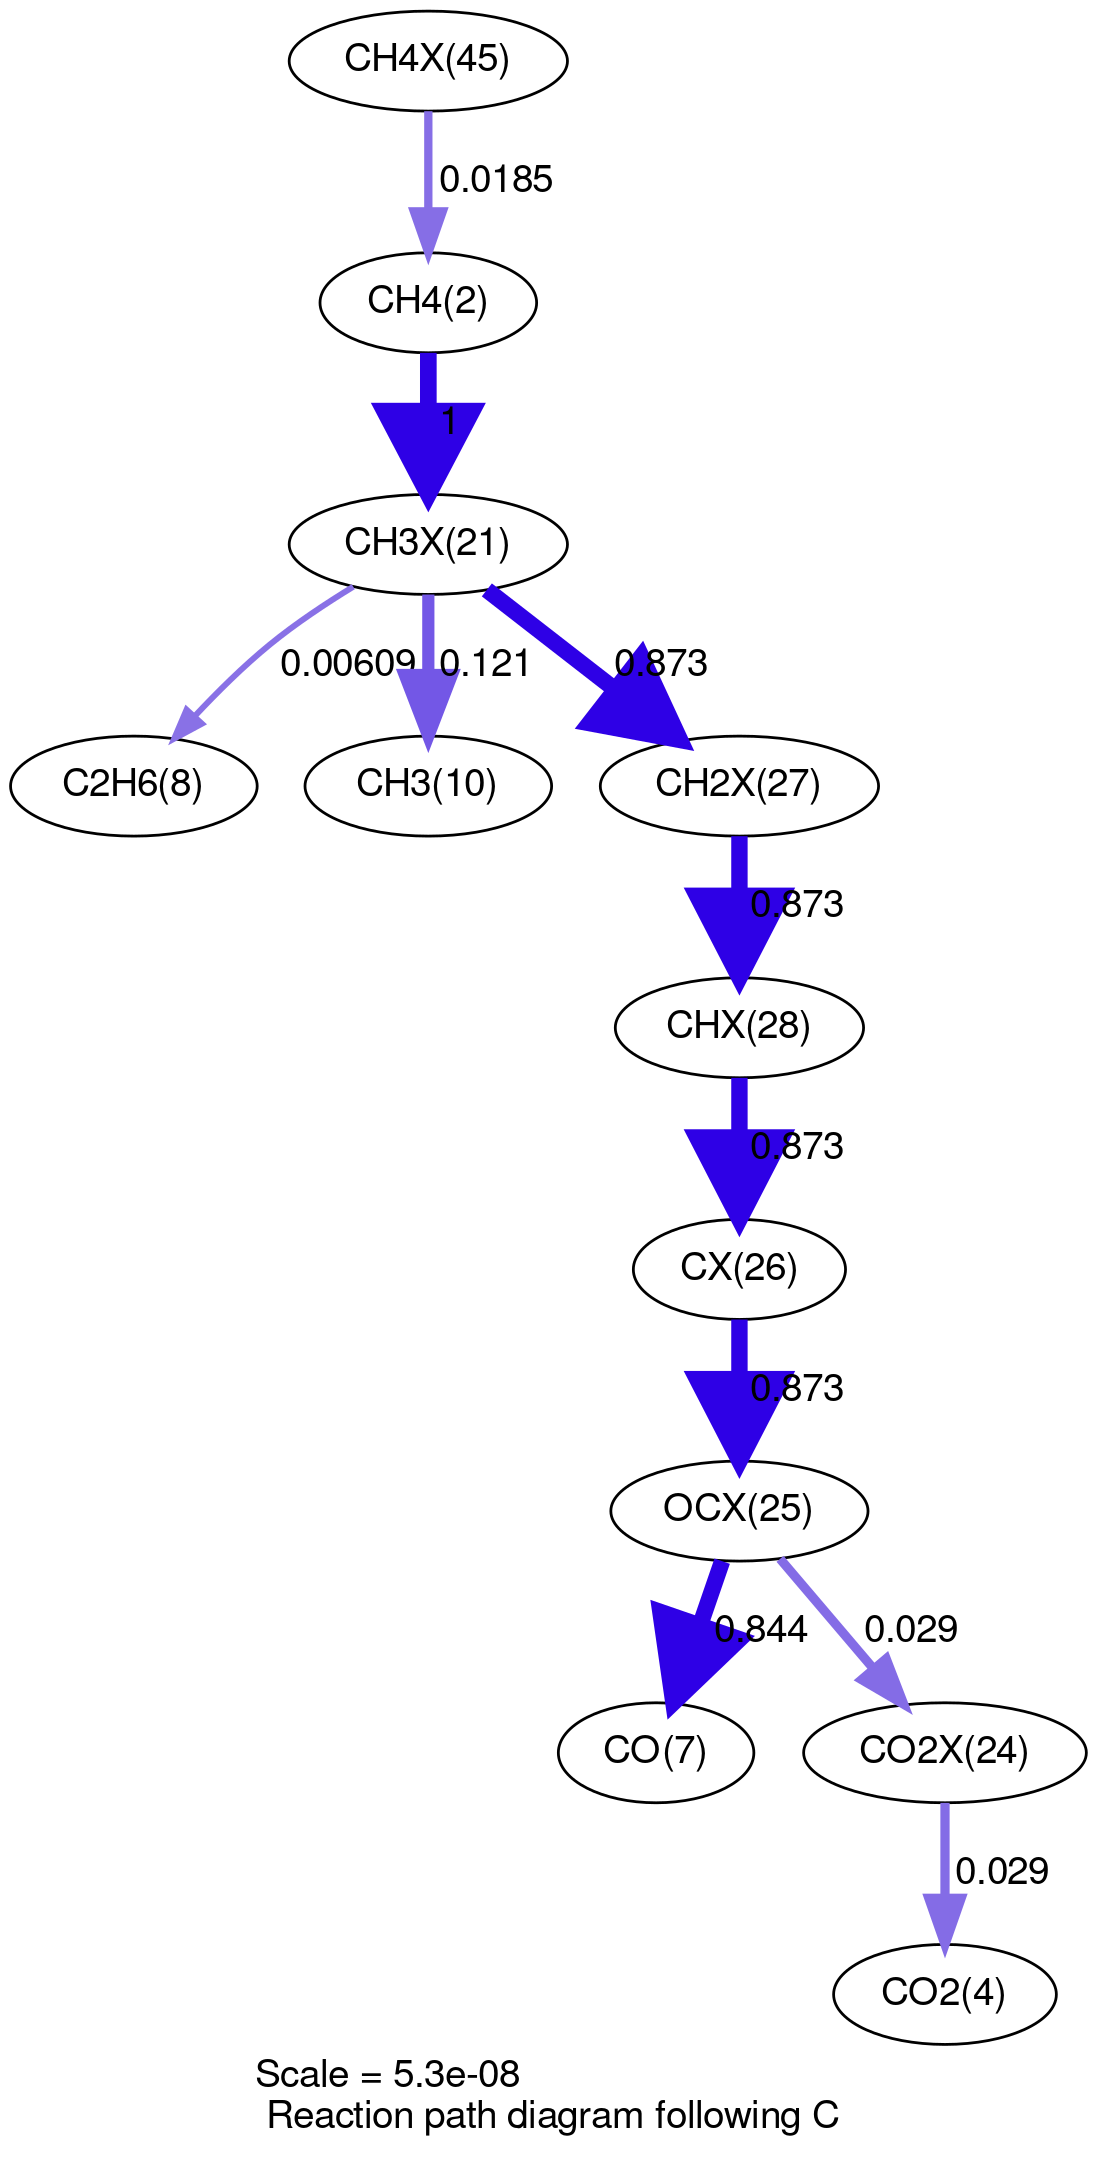 CH4X(45)
0.0185
CH4(2)
1
CH3X(21)
0.00609
0.121
0.873
C2H6(8)
CH3(10)
CH2X(27)
0.873
CHX(28)
0.873
CX(26)
0.873
OCX(25)
0.844
0.029
CO(7)
CO2X(24)
0.029
CO2(4)
Scale = 5.3e-08
Reaction path diagram following C